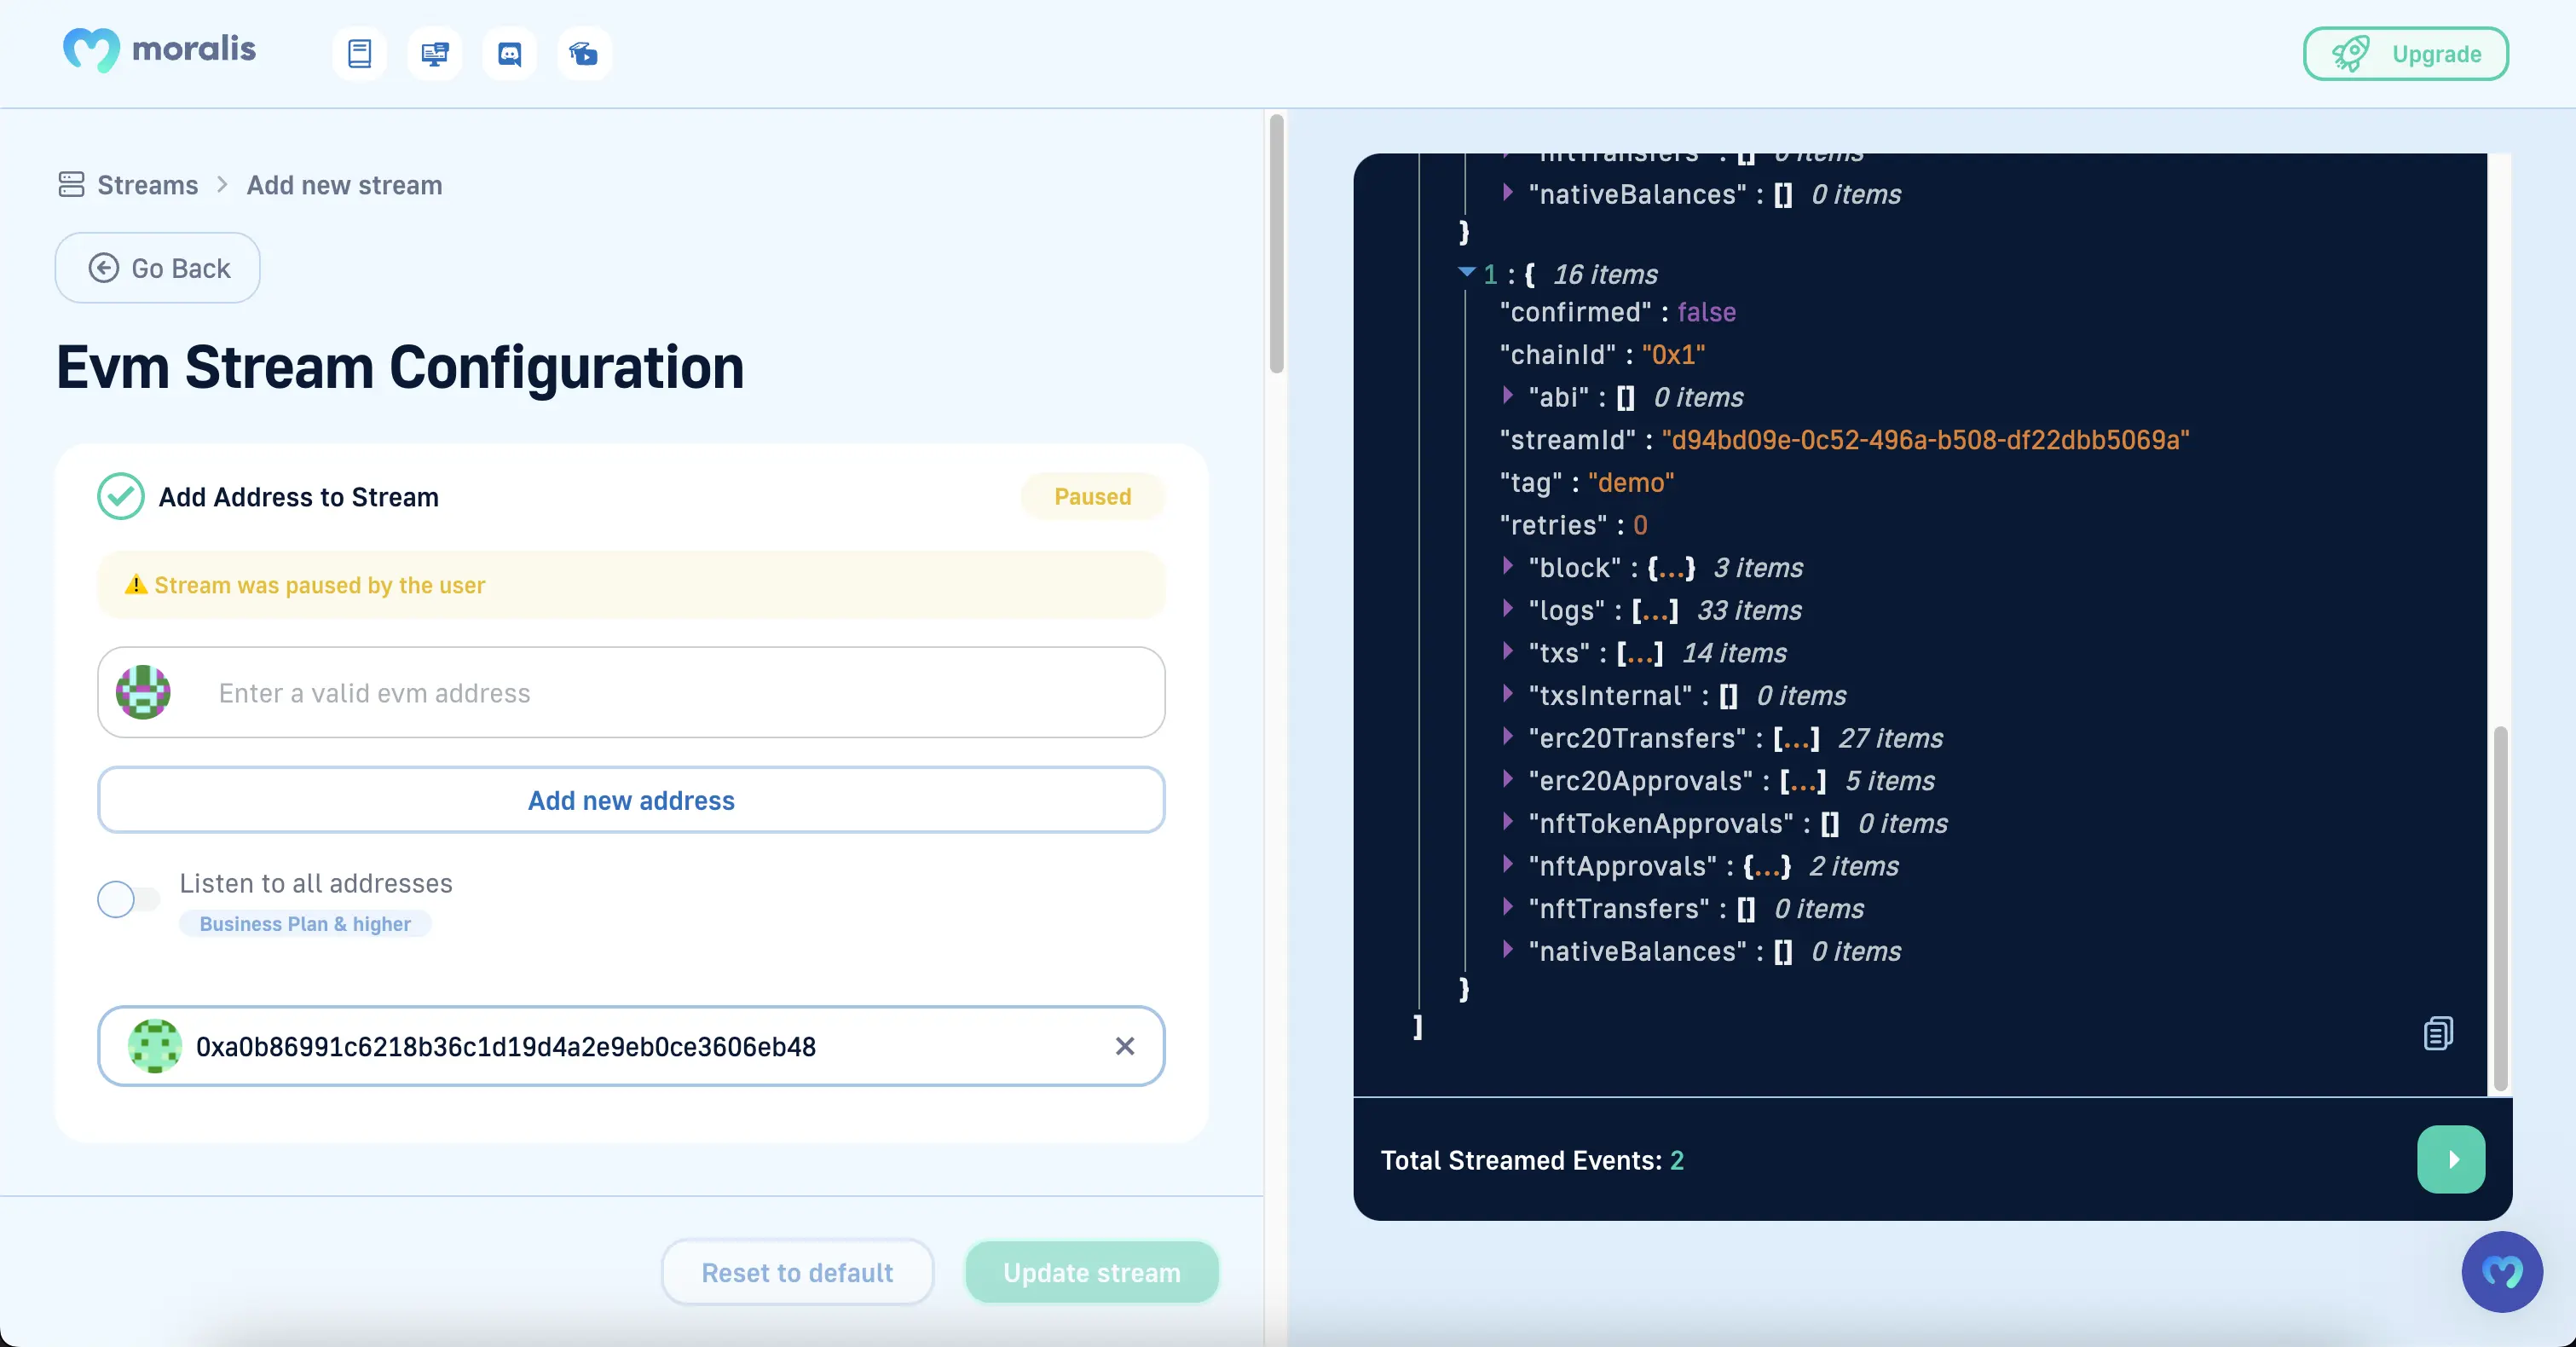 moralis
Upgrade
Streams > Add new stream
Go Back
Evm Stream Configuration
Add Address to Stream
Paused
Stream was paused by the user
Enter a valid evm address
Add new address
Listen to all addresses
Business Plan & higher
0xa0b86991c6218b36c1d19d4a2e9eb0ce3606eb48
Reset to default
Update stream
"nftTransfers" : [] 0 items
"nativeBalances" : [] 0 items
}
1 : { 16 items
"confirmed" : false
"chainId" : "0x1"
"abi" : [] 0 items
"streamId" : "d94bd09e-0c52-496a-b508-df22dbb5069a"
"tag" : "demo"
"retries" : 0
"block" : {...} 3 items
"logs" : [...] 33 items
"txs" : [...] 14 items
"txsInternal" : [] 0 items
"erc20Transfers" : [...] 27 items
"erc20Approvals" : [...] 5 items
"nftTokenApprovals" : [] 0 items
"nftApprovals" : {...} 2 items
"nftTransfers" : [] 0 items
"nativeBalances" : [] 0 items
}
]
Total Streamed Events: 2